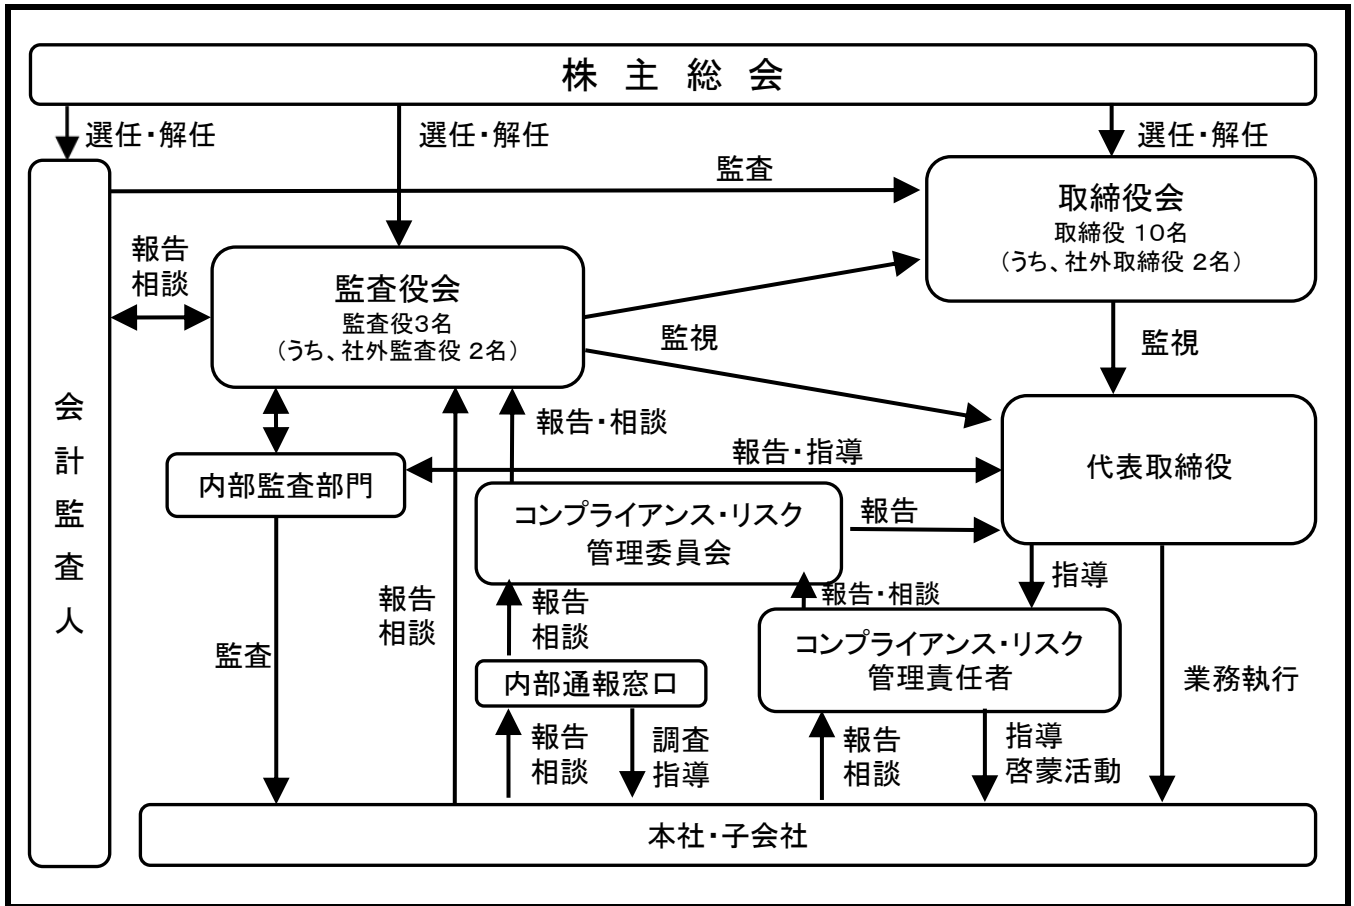 株 主 総 会
選任・解任
選任・解任
選任・解任
監査
取締役会
取締役 10名
(うち、社外取締役 2名)
報告
相談
監査役会
監査役3名
(うち、社外監査役 2名)
監視
監視
会計監査人
報告・相談
報告・指導
代表取締役
内部監査部門
コンプライアンス・リスク
管理委員会
報告
指導
報告
相談
報告
相談
報告・相談
コンプライアンス・リスク
管理責任者
監査
内部通報窓口
業務執行
報告
相談
調査
指導
報告
相談
指導
啓蒙活動
本社・子会社